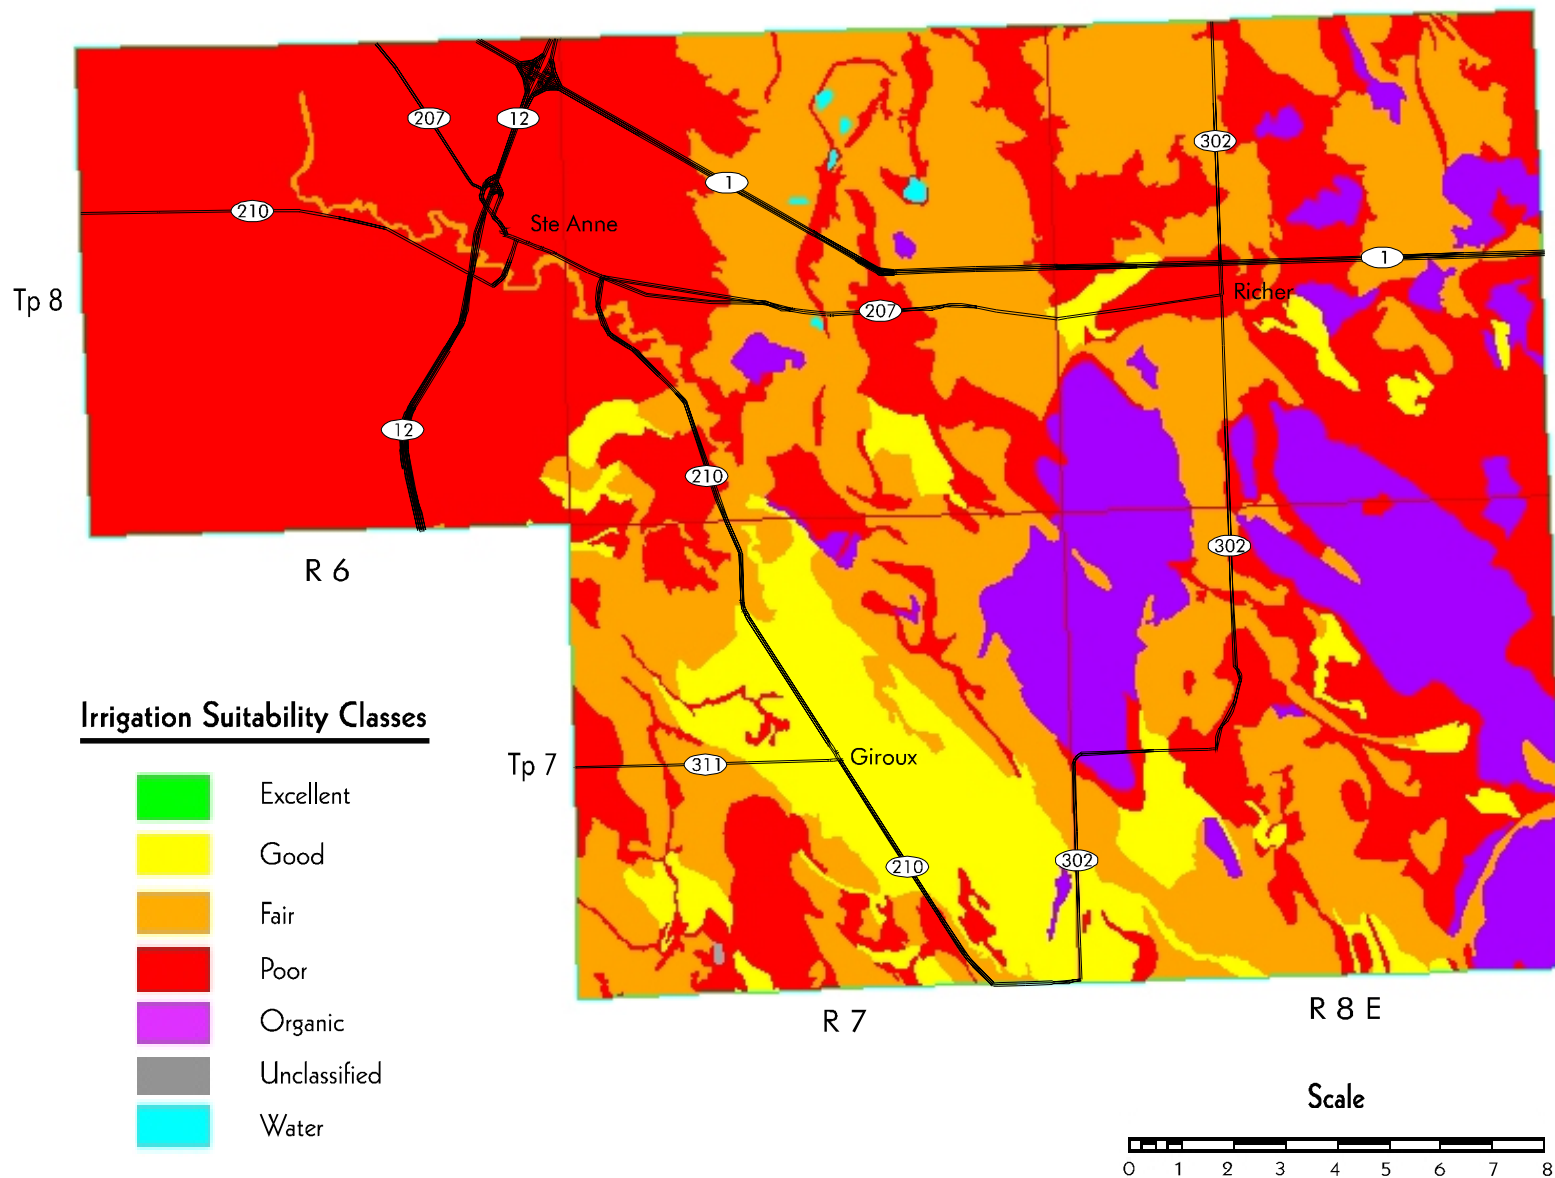 207
12
302
1
210
Ste Anne
1
Richer
Tp 8
207
12
210
302
R 6
Irrigation Suitability Classes
Giroux
Tp 7
311
Excellent
Good
302
210
Fair
Poor
R 7
R 8 E
Organic
Unclassified
Water
Scale
0 1 2 3 4 5 6 7 8